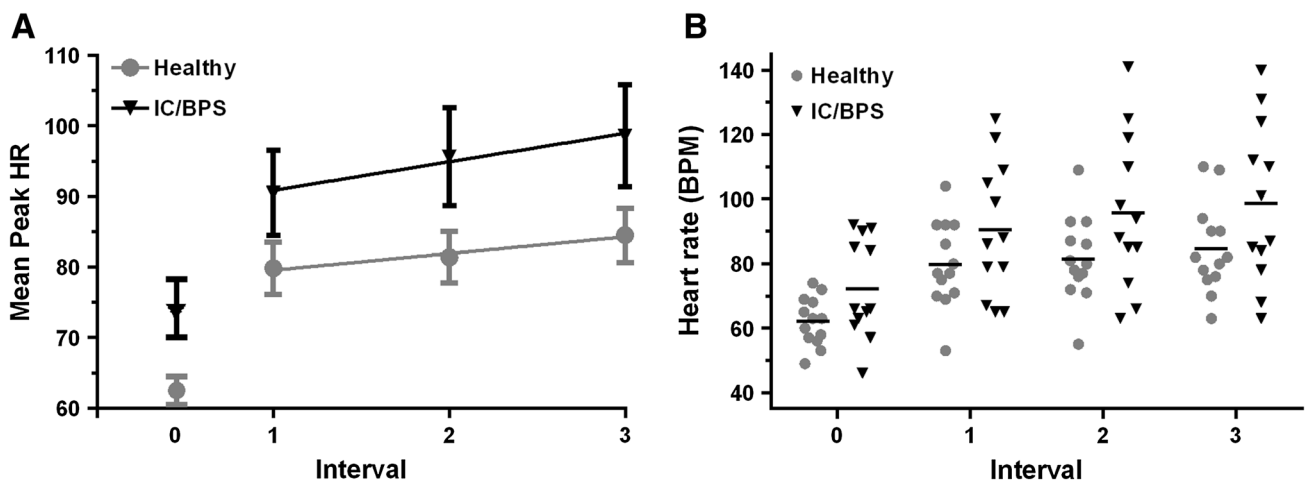 A
Mean Peak HR
110
100
90
80
70
60
Healthy
IC/BPS
0 1 2 3
Interval
B
Heart rate (BPM)
140
120
100
80
60
40
Healthy
IC/BPS
0 1 2 3
Interval